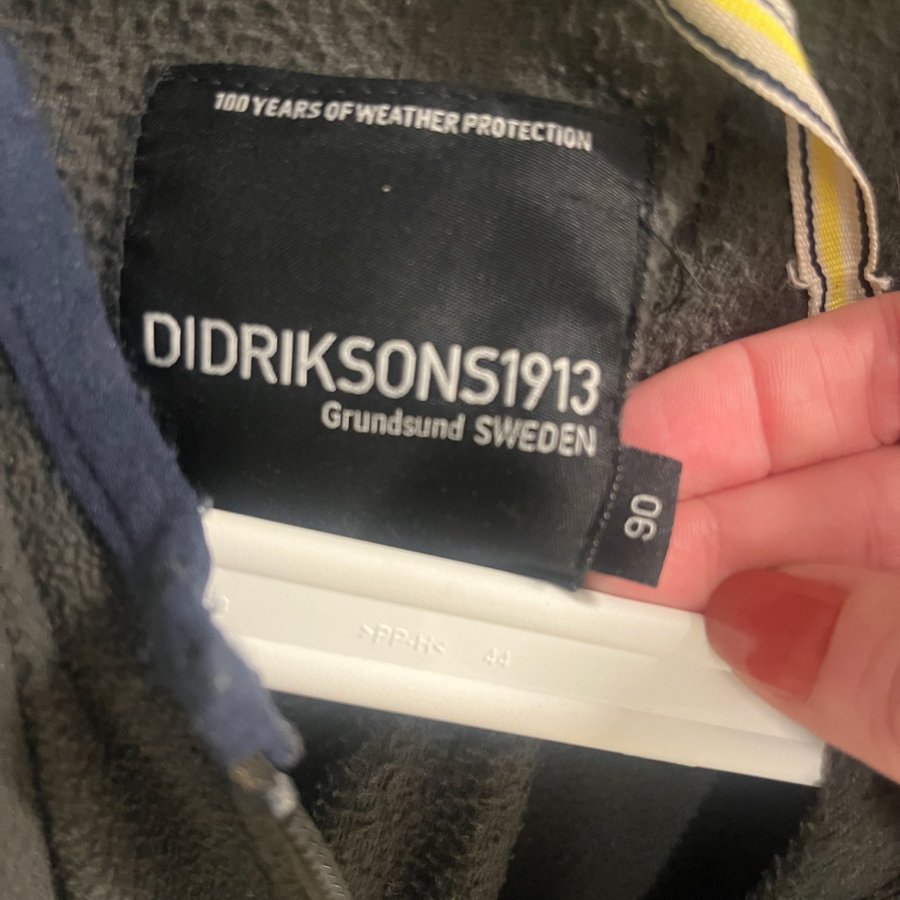 100 YEARS OF WEATHER PROTECTION
DIDRIKSONS1913
Grundsund SWEDEN
90
>PP-H< 44